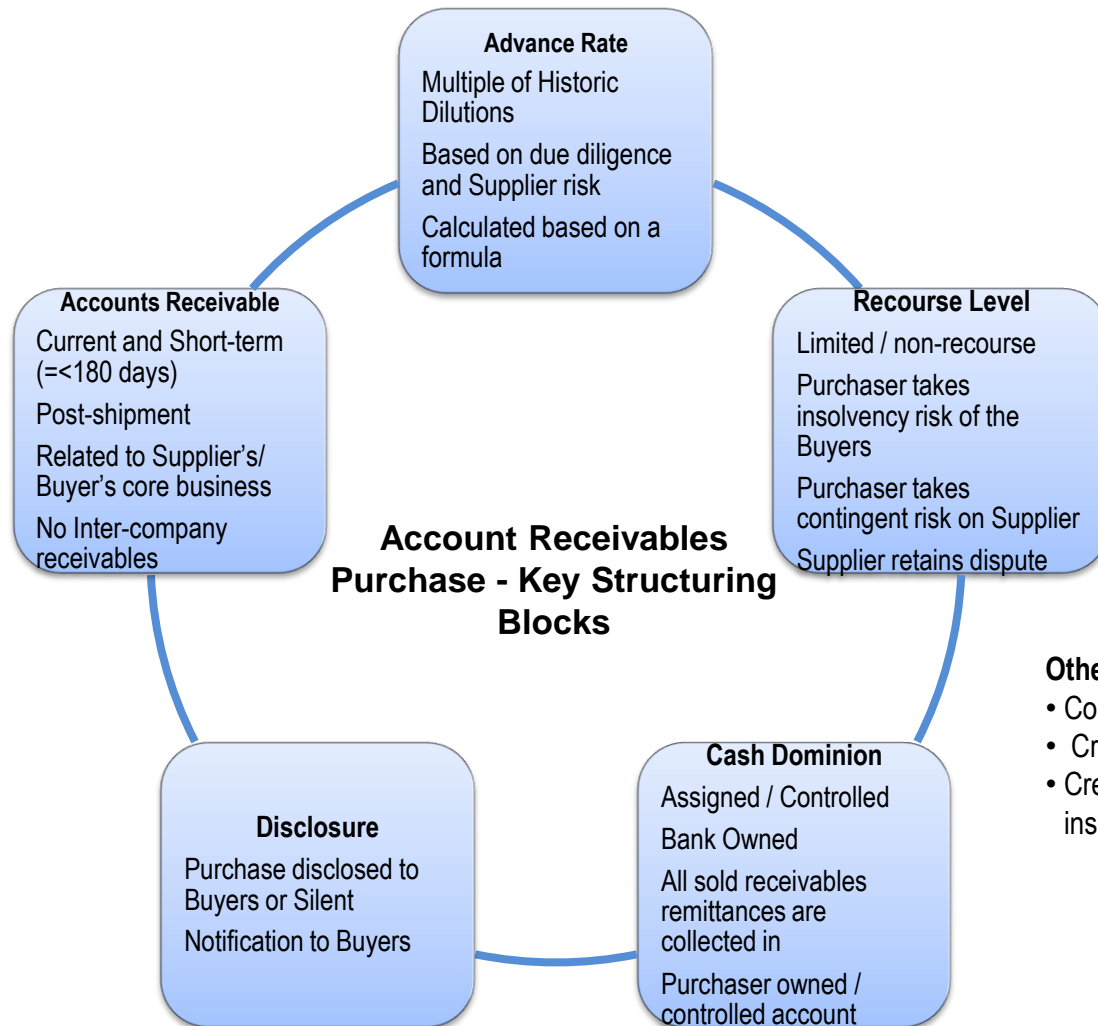 Advance Rate
Multiple of Historic
Dilutions
Based on due diligence
and Supplier risk
Calculated based on a
formula
Accounts Receivable
Current and Short-term
(=<180 days)
Post-shipment
Related to Supplier’s/
Buyer’s core business
No Inter-company
receivables
Recourse Level
Limited / non-recourse
Purchaser takes
insolvency risk of the
Buyers
Purchaser takes
contingent risk on Supplier
Supplier retains dispute
Account Receivables
Purchase - Key Structuring
Blocks
Disclosure
Purchase disclosed to
Buyers or Silent
Notification to Buyers
Cash Dominion
Assigned / Controlled
Bank Owned
All sold receivables
remittances are
collected in
Purchaser owned /
controlled account